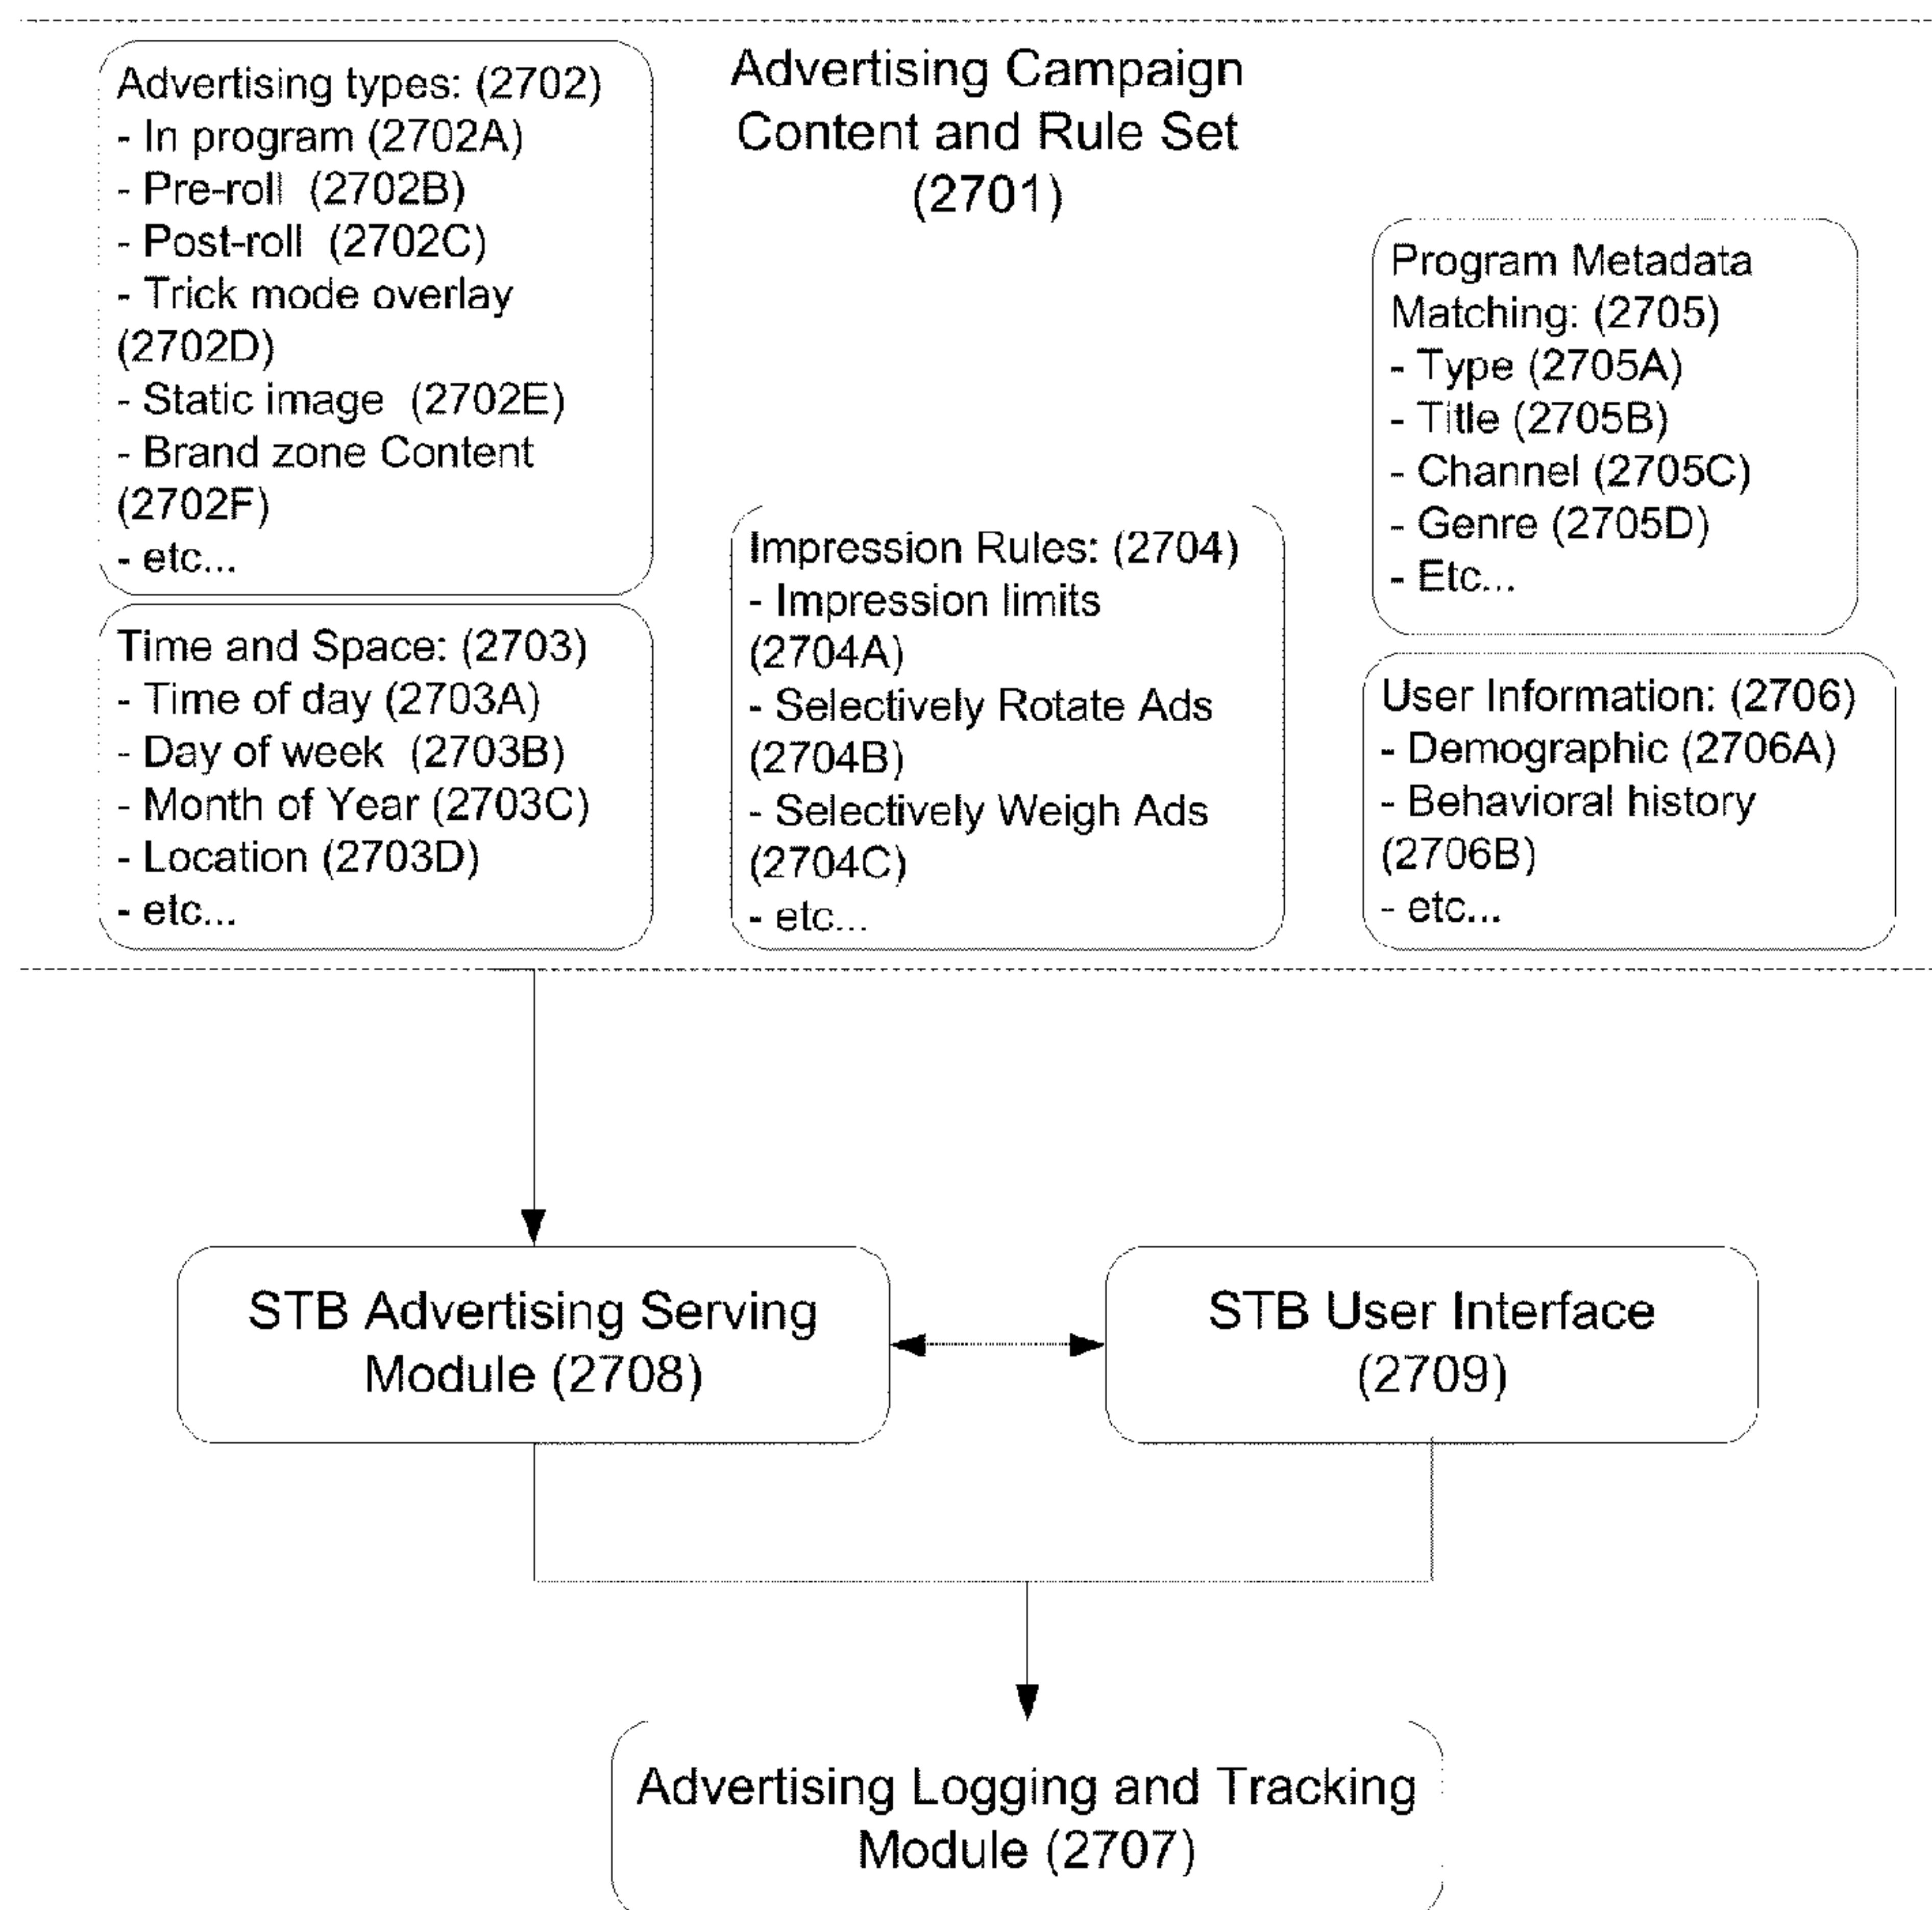 Advertising types: (2702)
- In program (2702A)
- Pre-roll (2702B)
- Post-roll (2702C)
- Trick mode overlay
(2702D)
- Static image (2702E)
- Brand zone Content
(2702F)
- etc...
Advertising Campaign
Content and Rule Set
(2701)
Program Metadata
Matching: (2705)
- Type (2705A)
- Title (2705B)
- Channel (2705C)
- Genre (2705D)
- Etc...
Time and Space: (2703)
- Time of day (2703A)
- Day of week (2703B)
- Month of Year (2703C)
- Location (2703D)
- etc...
Impression Rules: (2704)
- Impression limits
(2704A)
- Selectively Rotate Ads
(2704B)
- Selectively Weigh Ads
(2704C)
- etc...
User Information: (2706)
- Demographic (2706A)
- Behavioral history
(2706B)
- etc...
STB Advertising Serving
Module (2708)
STB User Interface
(2709)
Advertising Logging and Tracking
Module (2707)